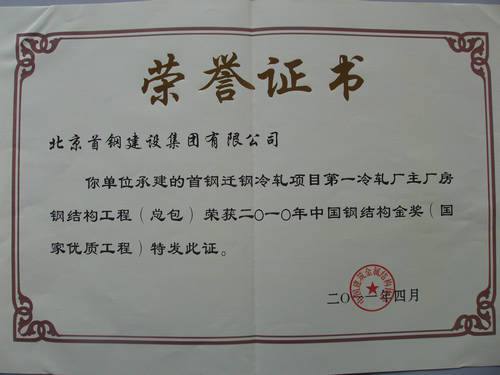 荣誉证书
北京首钢建设集团有限公司
你单位承建的首钢迁钢冷轧项目第一冷轧厂主厂房
钢结构工程（总包）荣获二〇一〇年中国钢结构金奖（国
家优质工程）特发此证。
二〇一一年四月